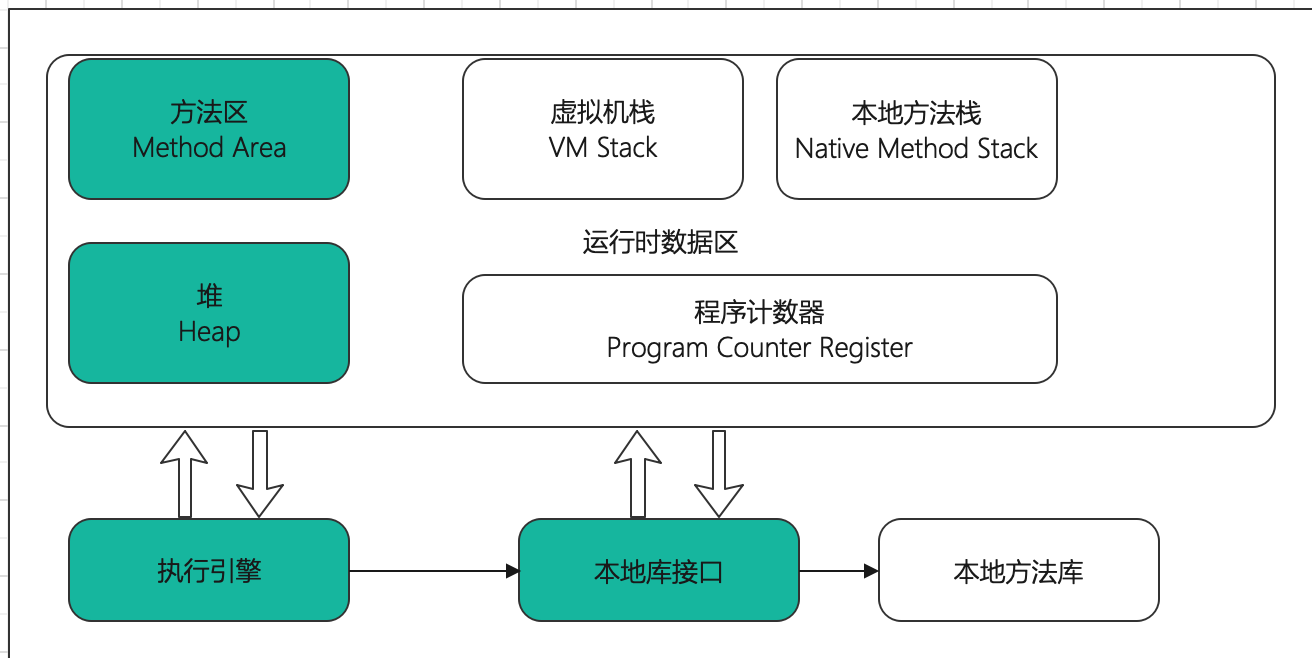 方法区
Method Area
虚拟机栈
VM Stack
本地方法栈
Native Method Stack
运行时数据区
堆
Heap
程序计数器
Program Counter Register
执行引擎
本地库接口
本地方法库